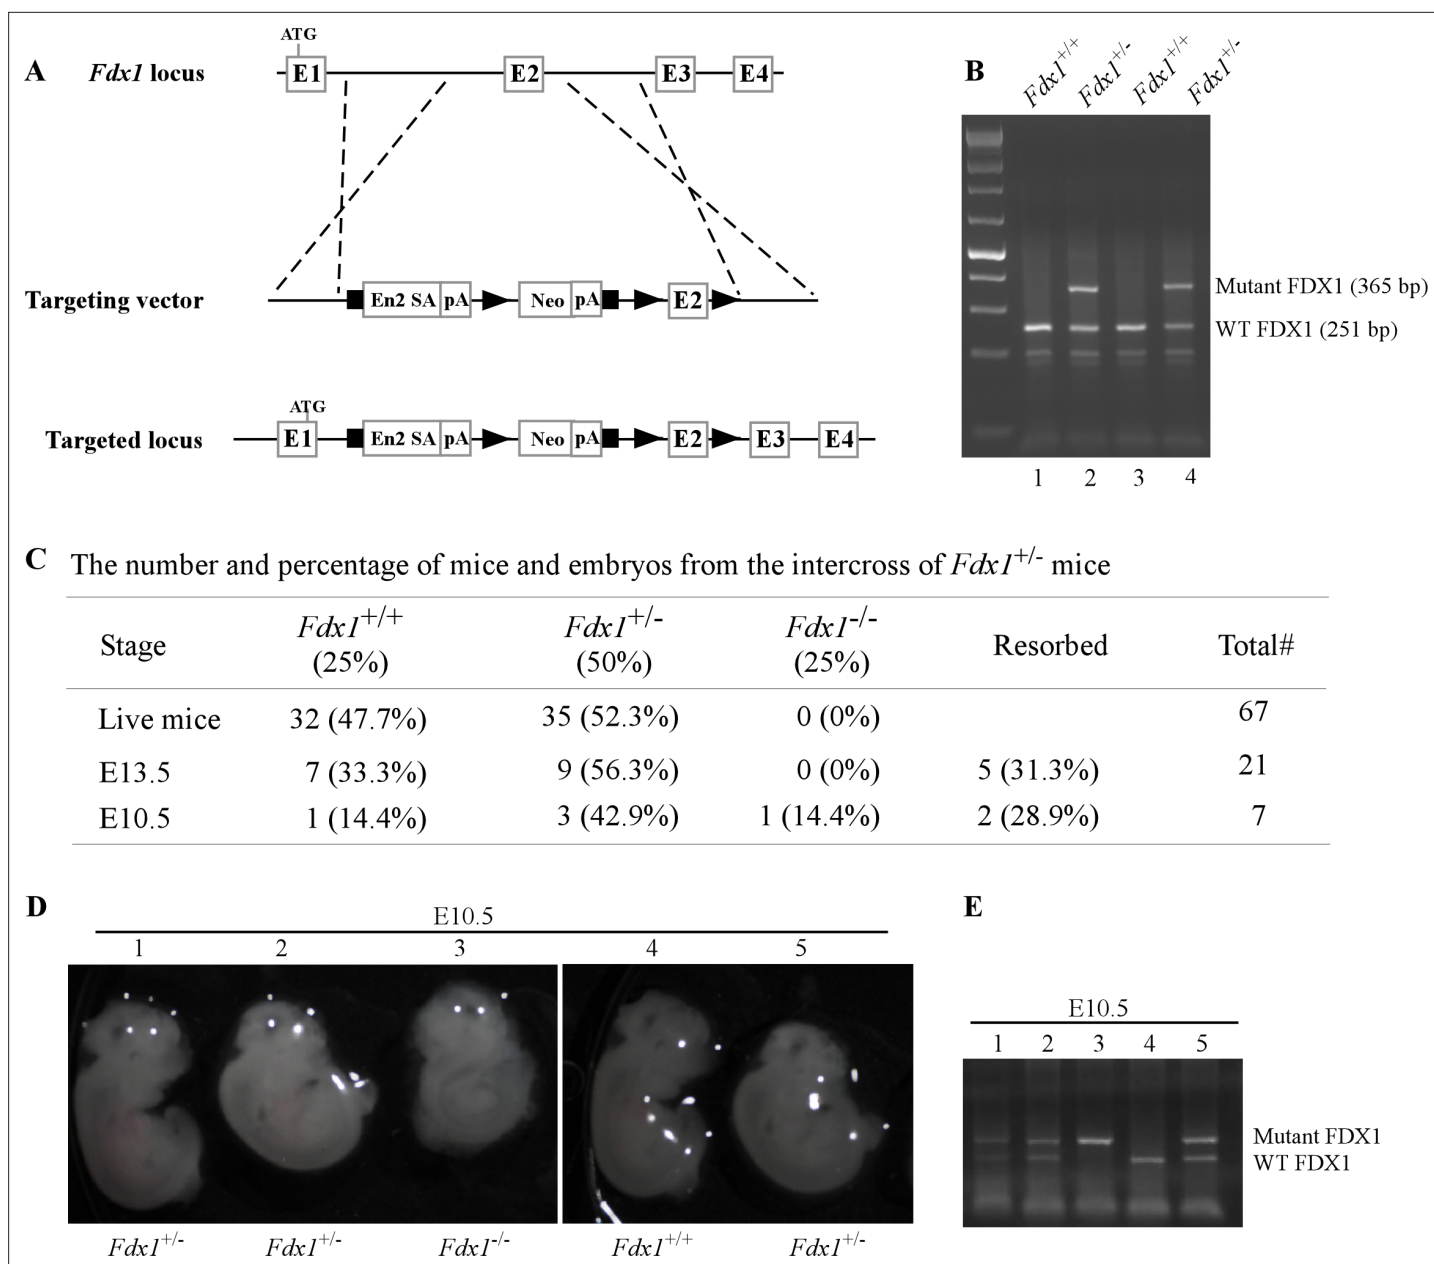 A
Fdx1 locus
ATG
E1 E2 E3 E4
Targeting vector
En2 SA pA Neo pA E2
Targeted locus
ATG
E1 En2 SA pA Neo pA E2 E3 E4
B
Fdx1+/+ Fdx1+/- Fdx1+/+ Fdx1+/-
Mutant FDX1 (365 bp)
WT FDX1 (251 bp)
1 2 3 4
C The number and percentage of mice and embryos from the intercross of Fdx1+/- mice
Stage Fdx1+/+ (25%) Fdx1+/- (50%) Fdx1-/- (25%) Resorbed Total#
Live mice 32 (47.7%) 35 (52.3%) 0 (0%) 67
E13.5 7 (33.3%) 9 (56.3%) 0 (0%) 5 (31.3%) 21
E10.5 1 (14.4%) 3 (42.9%) 1 (14.4%) 2 (28.9%) 7
D
E10.5
1 2 3 4 5
Fdx1+/- Fdx1+/- Fdx1-/- Fdx1+/+ Fdx1+/-
E
E10.5
1 2 3 4 5
Mutant FDX1
WT FDX1